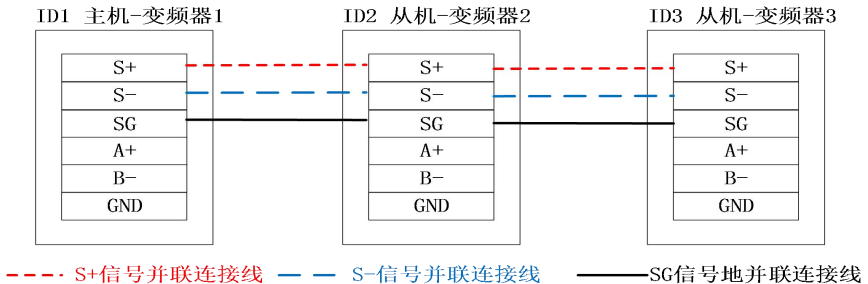 ID1 主机-变频器1
ID2 从机-变频器2
ID3 从机-变频器3
S+
S-
SG
A+
B-
GND
S+
S-
SG
A+
B-
GND
S+
S-
SG
A+
B-
GND
S+信号并联连接线
S-信号并联连接线
SG信号地并联连接线